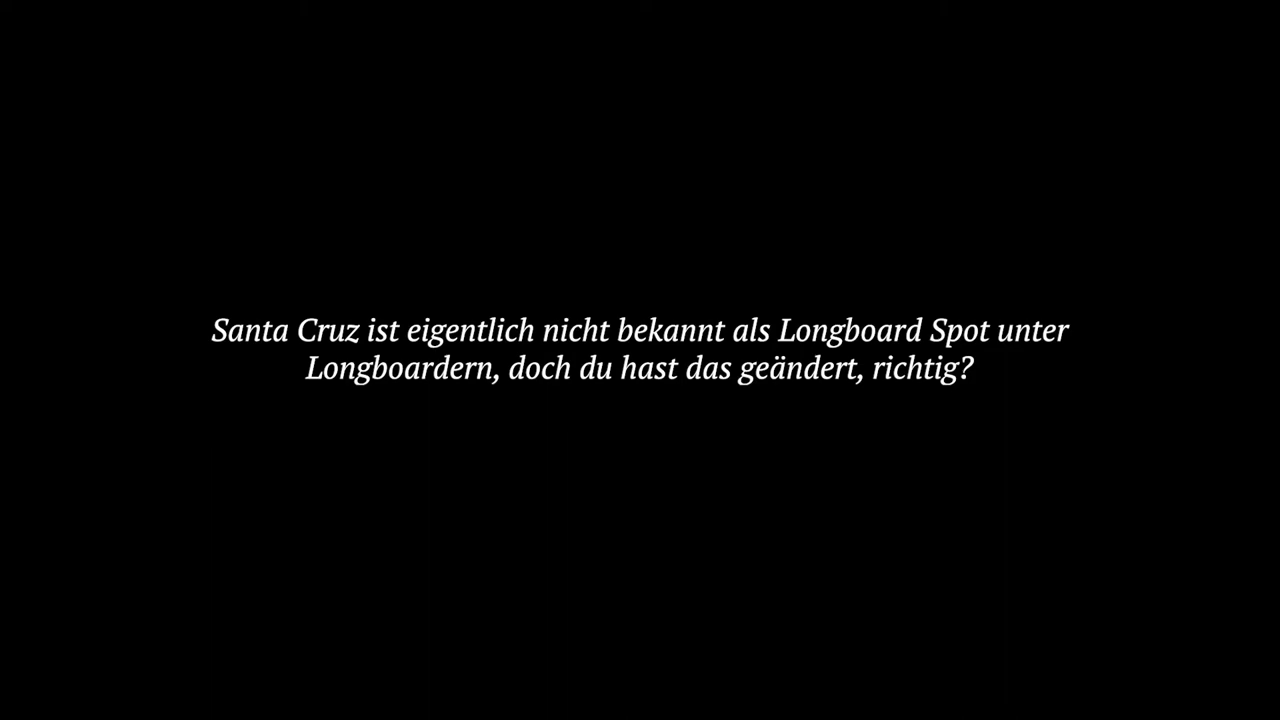 Santa Cruz ist eigentlich nicht bekannt als Longboard Spot unter
Longboardern, doch du hast das geändert, richtig?